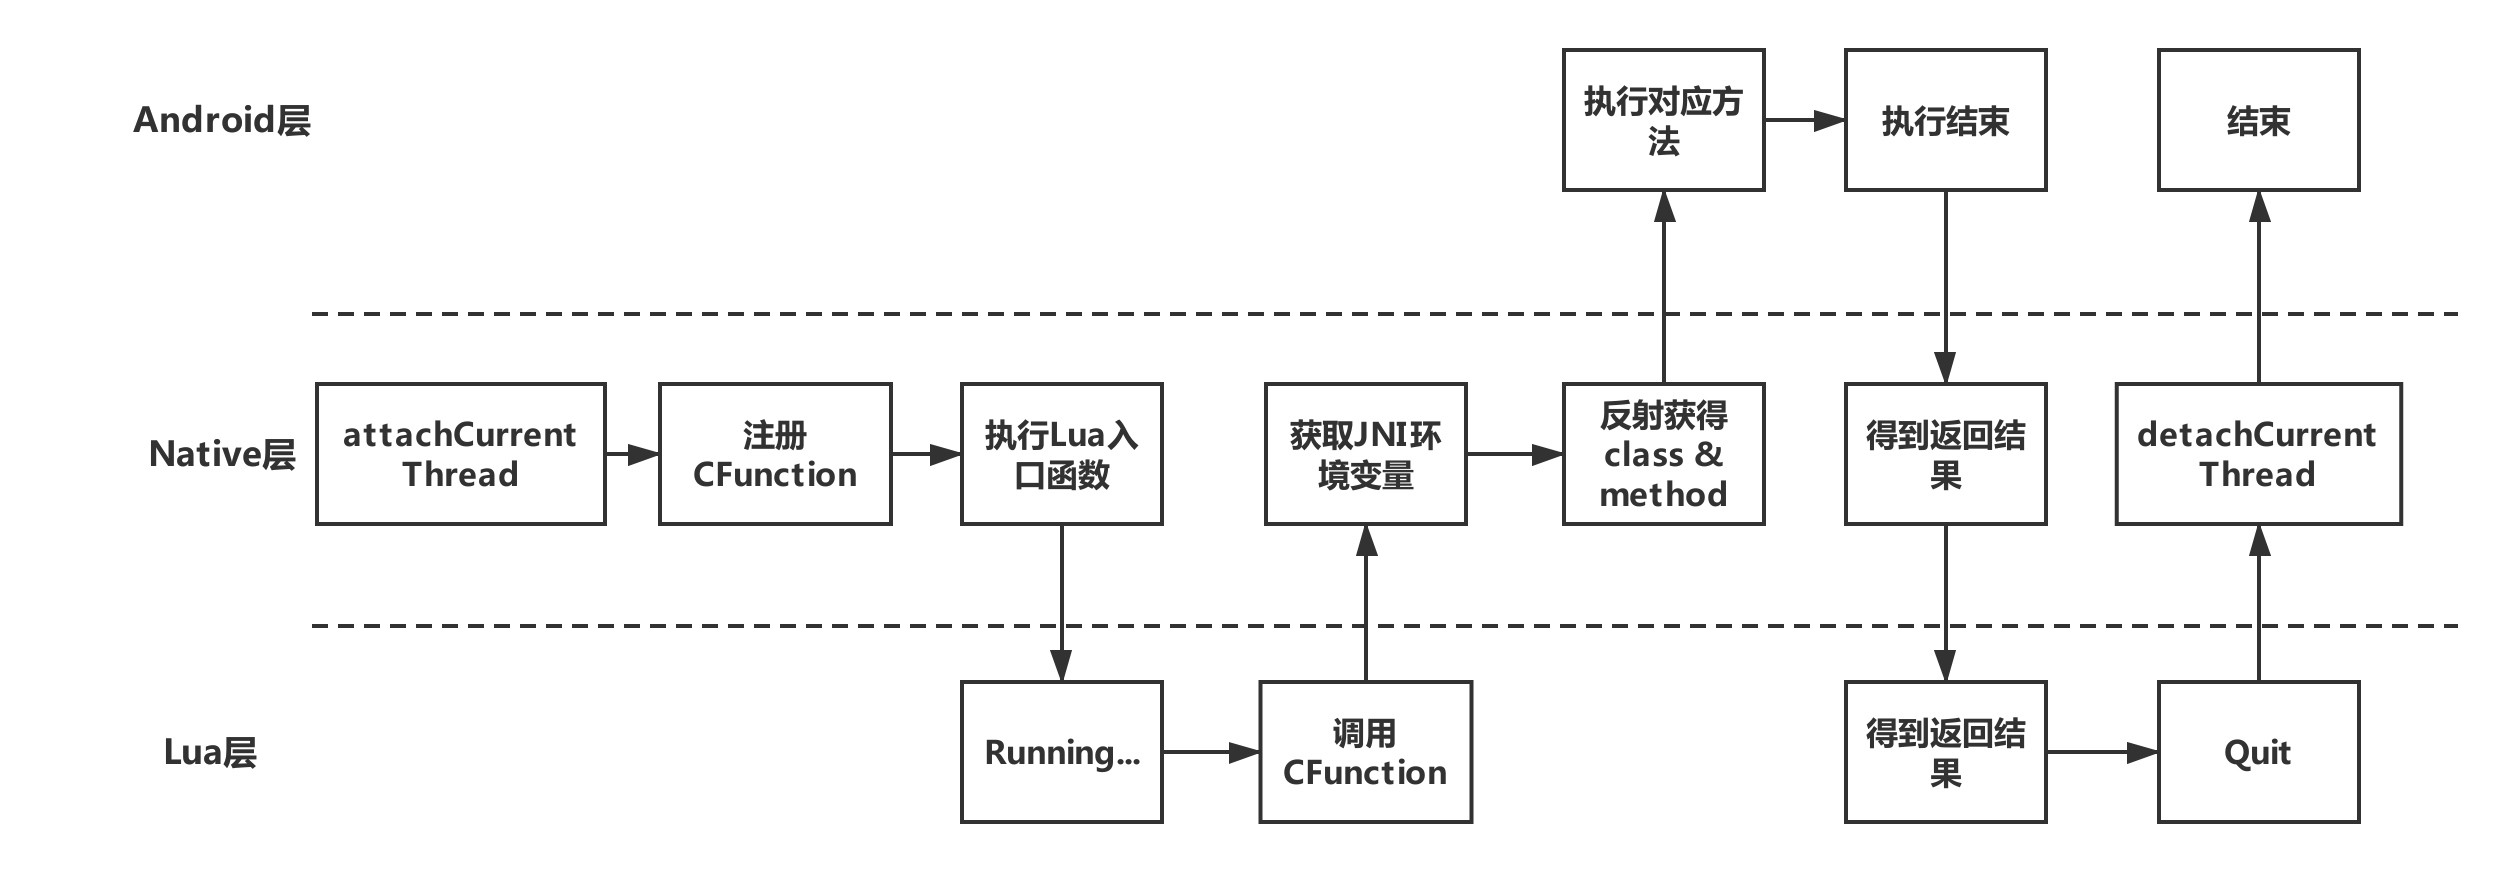 Android层
执行对应方
法
执行结束
结束
Native层
attachCurrent
Thread
注册
CFunction
执行Lua入
口函数
获取JNI环
境变量
反射获得
class &
method
得到返回结
果
detachCurrent
Thread
Lua层
Running...
调用
CFunction
得到返回结
果
Quit